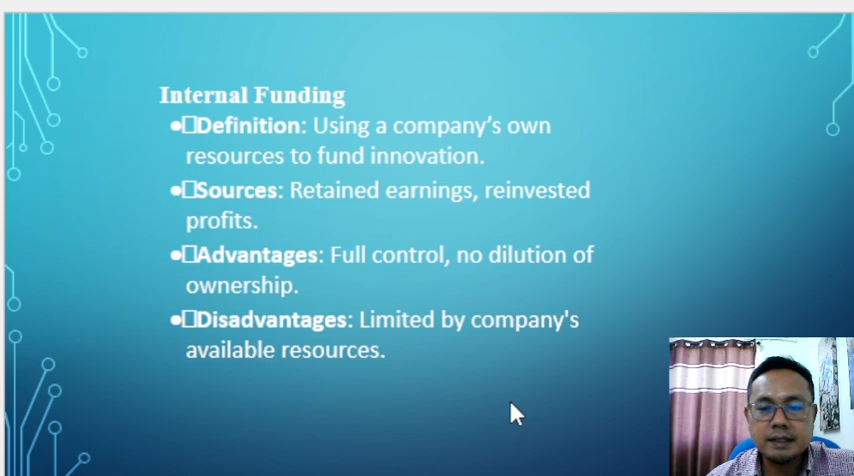 Internal Funding
•Definition: Using a company’s own
resources to fund innovation.
•Sources: Retained earnings, reinvested
profits.
•Advantages: Full control, no dilution of
ownership.
•Disadvantages: Limited by company's
available resources.